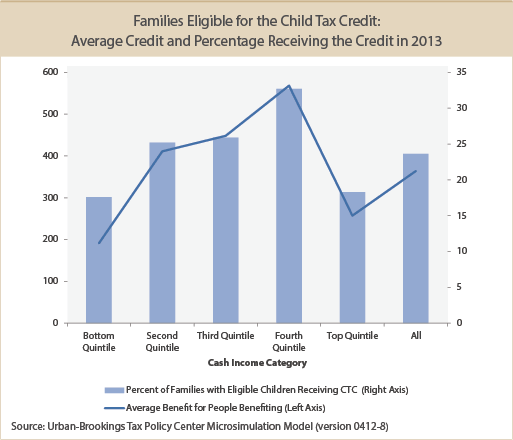 Families Eligible for the Child Tax Credit:
Average Credit and Percentage Receiving the Credit in 2013
600
500
400
300
200
100
0
35
30
25
20
15
10
5
0
Bottom Quintile
Second Quintile
Third Quintile
Fourth Quintile
Top Quintile
All
Cash Income Category
Percent of Families with Eligible Children Receiving CTC (Right Axis)
Average Benefit for People Benefiting (Left Axis)
Source: Urban-Brookings Tax Policy Center Microsimulation Model (version 0412-8)